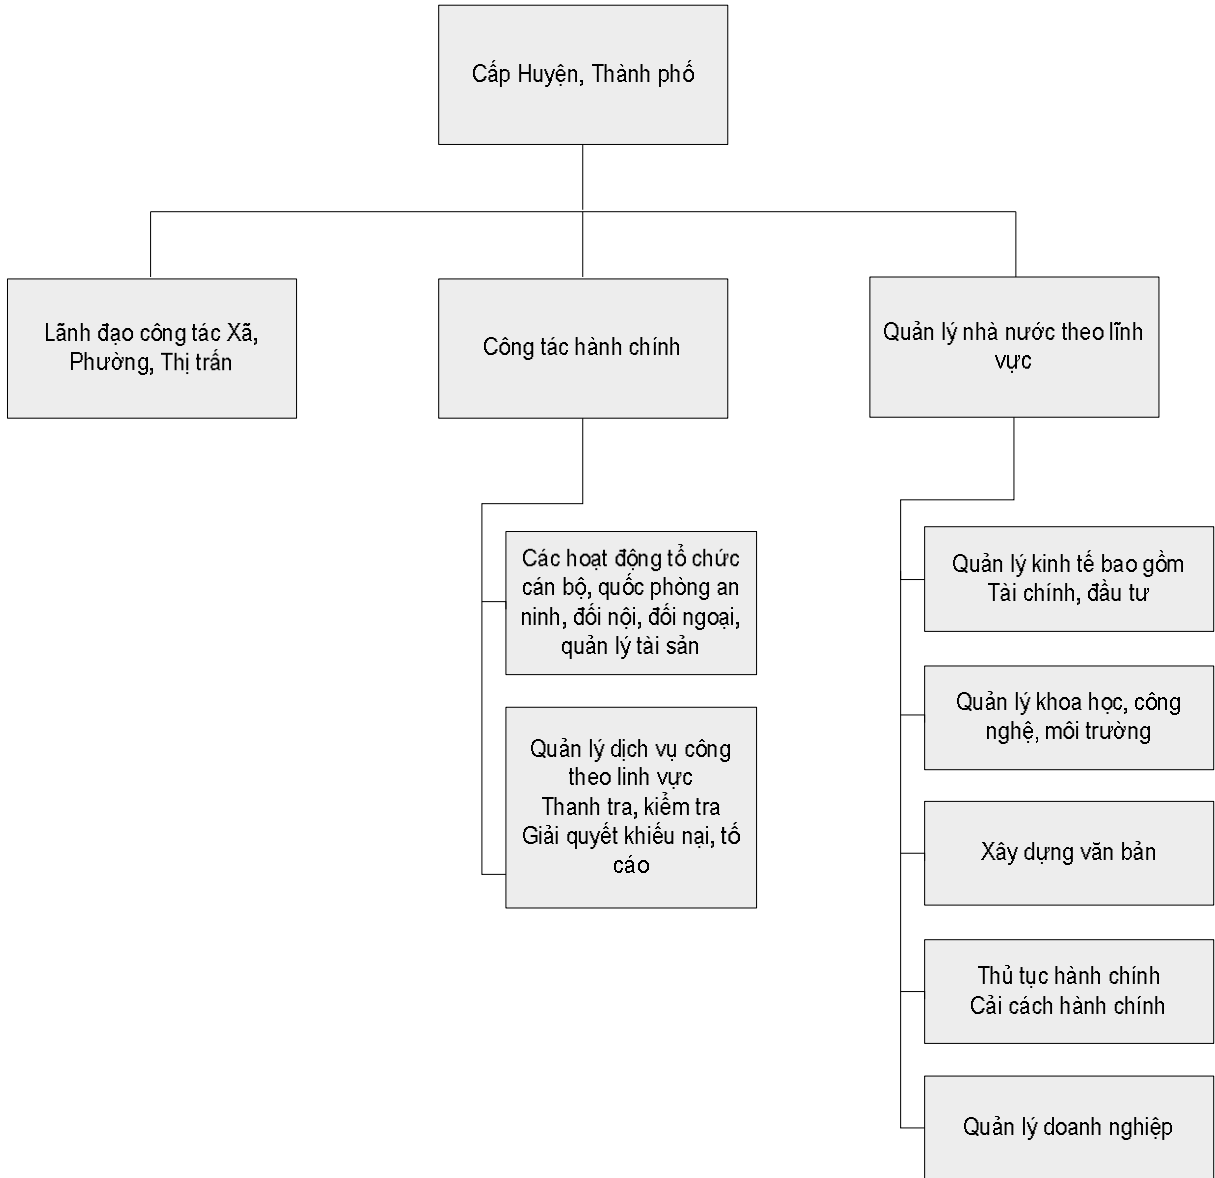 Cấp Huyện, Thành phố
Lãnh đạo công tác Xã,
Phường, Thị trấn
Công tác hành chính
Quản lý nhà nước theo lĩnh
vực
Các hoạt động tổ chức
cán bộ, quốc phòng an
ninh, đối nội, đối ngoại,
quản lý tài sản
Quản lý dịch vụ công
theo linh vực
Thanh tra, kiểm tra
Giải quyết khiếu nại, tố
cáo
Quản lý kinh tế bao gồm
Tài chính, đầu tư
Quản lý khoa học, công
nghệ, môi trường
Xây dựng văn bản
Thủ tục hành chính
Cải cách hành chính
Quản lý doanh nghiệp